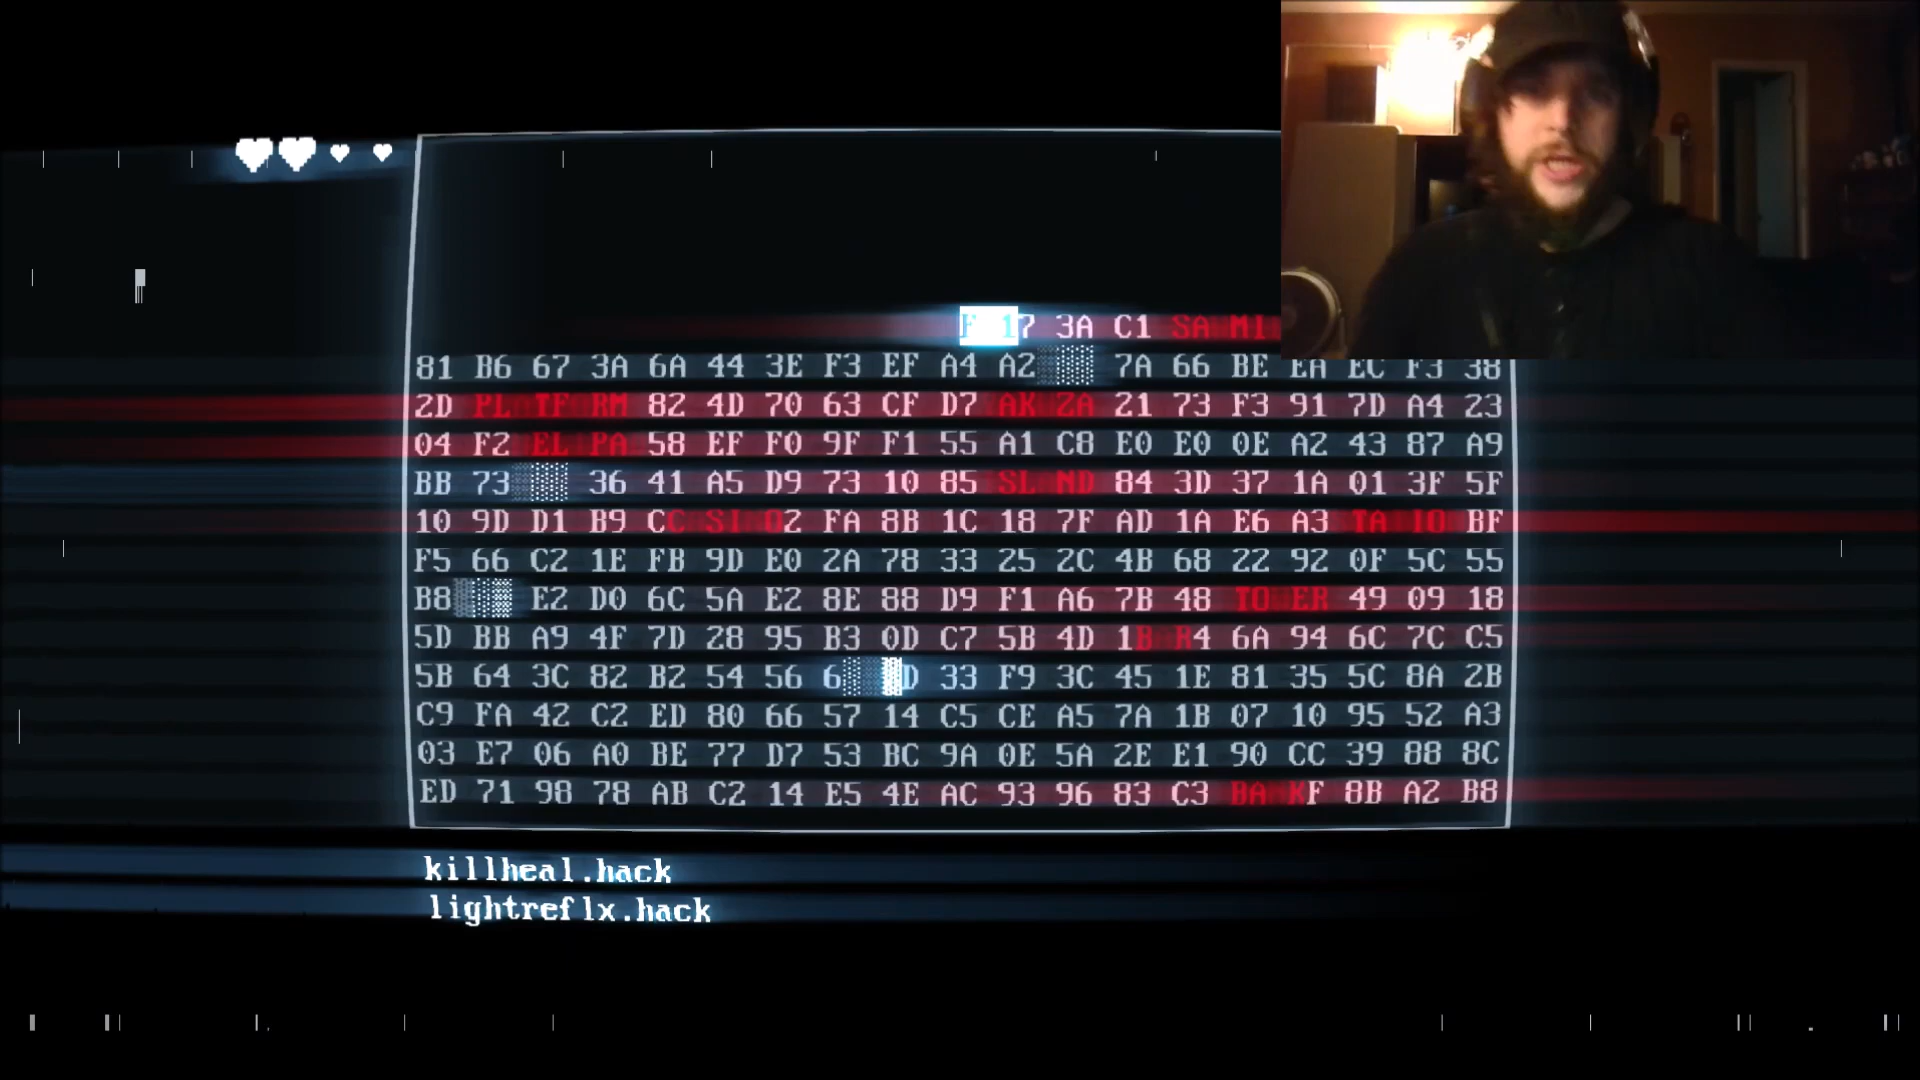 17 3A C1 SA MI
81 B6 67 3A 6A 44 3E F3 EF A4 A2 7A 66 BE EA EC F3 38
2D PL TF RM 82 4D 70 63 CF D7 AK ZA 21 73 F3 91 7D A4 23
04 F2 EL PA 58 EF F0 9F F1 55 A1 C8 E0 E0 0E A2 43 87 A9
BB 73 36 41 A5 D9 73 10 85 SL ND 84 3D 37 1A 01 3F 5F
10 9D D1 B9 CC SI O2 FA 8B 1C 18 7F AD 1A E6 A3 TA IO BF
F5 66 C2 1E FB 9D E0 2A 78 33 25 2C 4B 68 22 92 0F 5C 55
B8 E2 D0 6C 5A E2 8E 88 D9 F1 A6 7B 48 TO ER 49 09 18
5D BB A9 4F 7D 28 95 B3 0D C7 5B 4D 1B R4 6A 94 6C 7C C5
5B 64 3C 82 B2 54 56 6 D 33 F9 3C 45 1E 81 35 5C 8A 2B
C9 FA 42 C2 ED 80 66 57 14 C5 CE A5 7A 1B 07 10 95 52 A3
03 E7 06 A0 BE 77 D7 53 BC 9A 0E 5A 2E E1 90 CC 39 88 8C
ED 71 98 78 AB C2 14 E5 4E AC 93 96 83 C3 BA KF 8B A2 B8
killheal.hack
lightreflx.hack